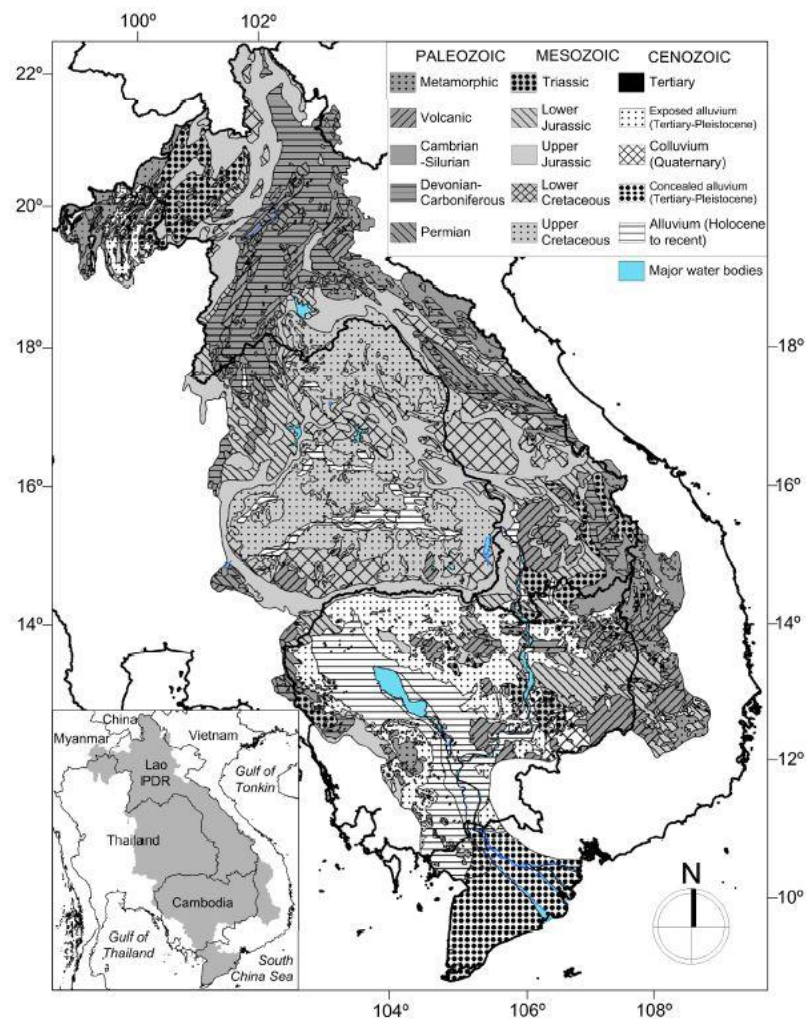 100º 102º
22º
20º
18º
16º
14º
PALEOZOIC
Metamorphic
Volcanic
Cambrian
-Silurian
Devonian-
Carboniferous
Permian
MESOZOIC
Triassic
Lower
Jurassic
Upper
Jurassic
Lower
Cretaceous
Upper
Cretaceous
CENOZOIC
Tertiary
Exposed alluvium
(Tertiary-Pleistocene)
Colluvium
(Quaternary)
Concealed alluvium
(Tertiary-Pleistocene)
Alluvium (Holocene
to recent)
Major water bodies
18º
16º
14º
12º
10º
China
Myanmar
Vietnam
Lao
PDR
Gulf of
Tonkin
Thailand
Cambodia
Gulf of
Thailand
South
China Sea
N
104º 106º 108º